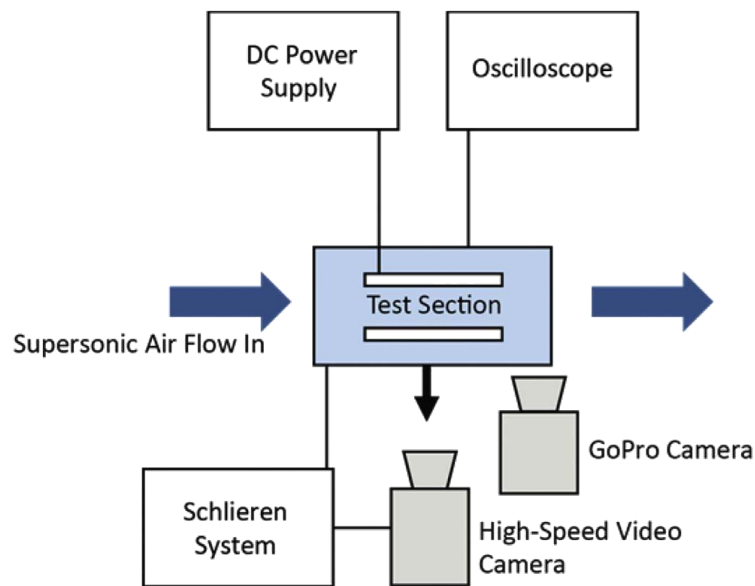 DC Power
Supply
Oscilloscope
Test Section
Supersonic Air Flow In
GoPro Camera
Schlieren
System
High-Speed Video
Camera